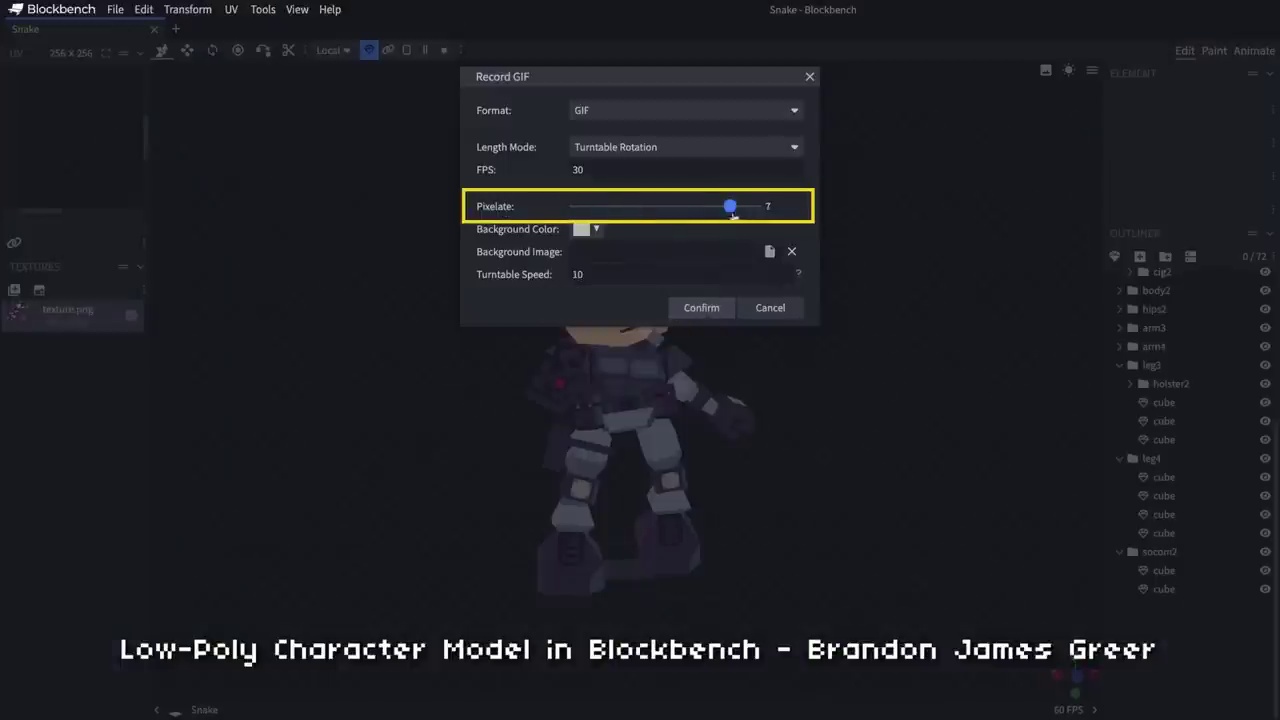 Blockbench File Edit Transform UV Tools View Help
Snake - Blockbench
Snake
UV 256 x 256
Local
Edit Paint Animate
Record GIF
Format: GIF
Length Mode: Turntable Rotation
FPS: 30
Pixelate: 7
Background Color:
Background Image:
Turntable Speed: 10 ?
Confirm Cancel
TEXTURES
texture.png
ELEMENT
OUTLINER
0 / 72
cig2
body2
hips2
arm3
arm4
leg3
holster2
cube
cube
cube
leg4
cube
cube
cube
cube
socom2
cube
cube
Low-Poly Character Model in Blockbench - Brandon James Greer
Snake
60 FPS